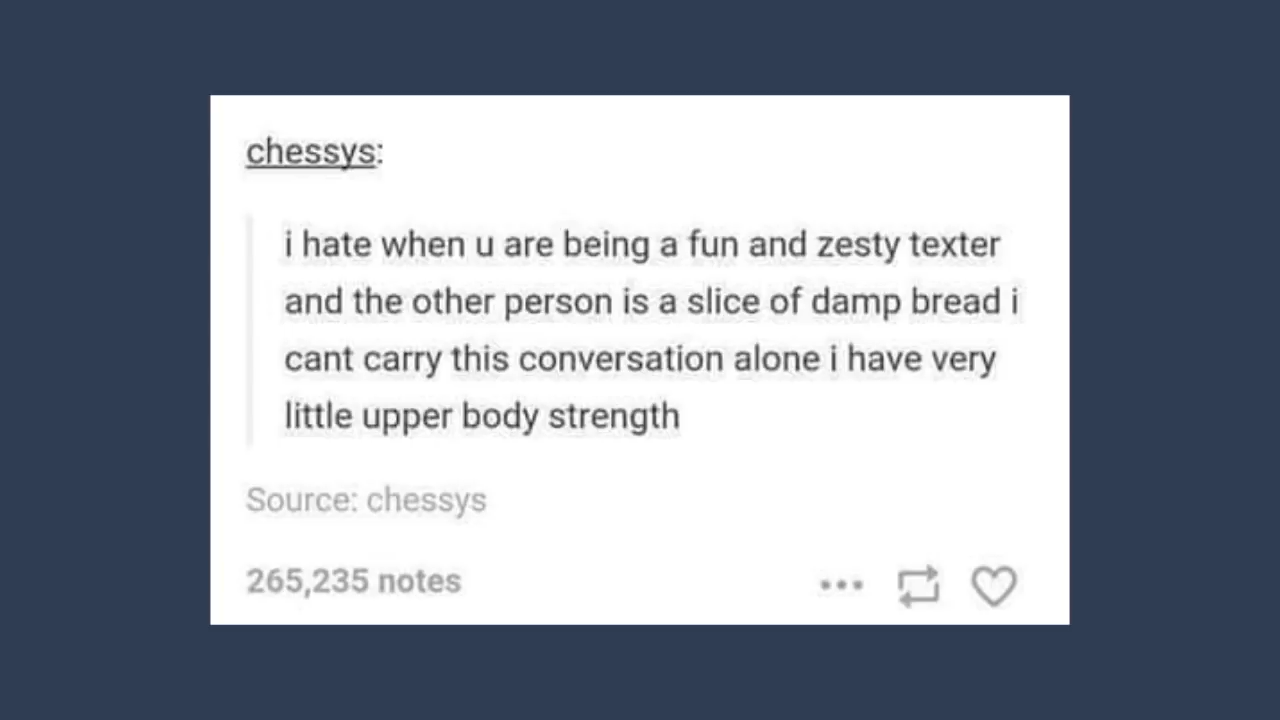 chessys:
i hate when u are being a fun and zesty texter
and the other person is a slice of damp bread i
cant carry this conversation alone i have very
little upper body strength
Source: chessys
265,235 notes